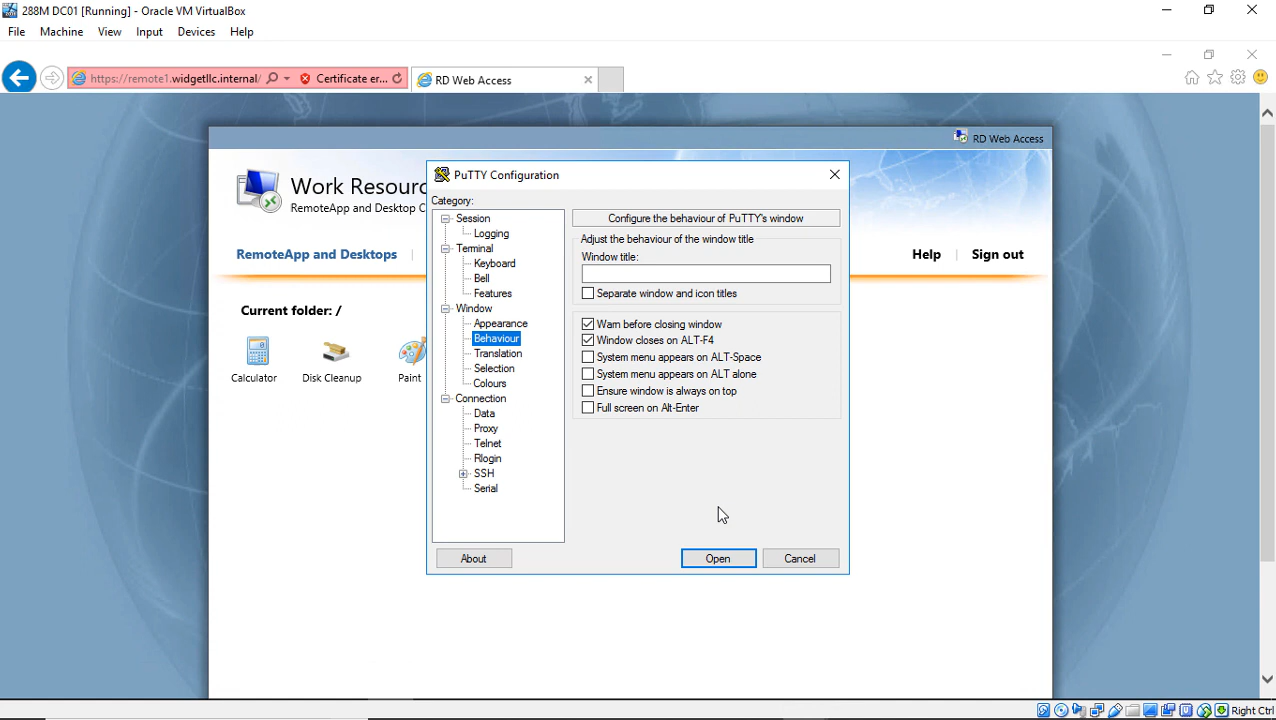 288M DC01 [Running] - Oracle VM VirtualBox
File Machine View Input Devices Help
https://remote1.widgetllc.internal/ Certificate er... RD Web Access
RD Web Access
Work Resourc
RemoteApp and Desktop C
RemoteApp and Desktops Help Sign out
Current folder: /
Calculator Disk Cleanup Paint
PuTTY Configuration
Category:
Session
Logging
Terminal
Keyboard
Bell
Features
Window
Appearance
Behaviour
Translation
Selection
Colours
Connection
Data
Proxy
Telnet
Rlogin
SSH
Serial
Configure the behaviour of PuTTY's window
Adjust the behaviour of the window title
Window title:
Separate window and icon titles
Warn before closing window
Window closes on ALT-F4
System menu appears on ALT-Space
System menu appears on ALT alone
Ensure window is always on top
Full screen on Alt-Enter
About Open Cancel
Right Ctrl